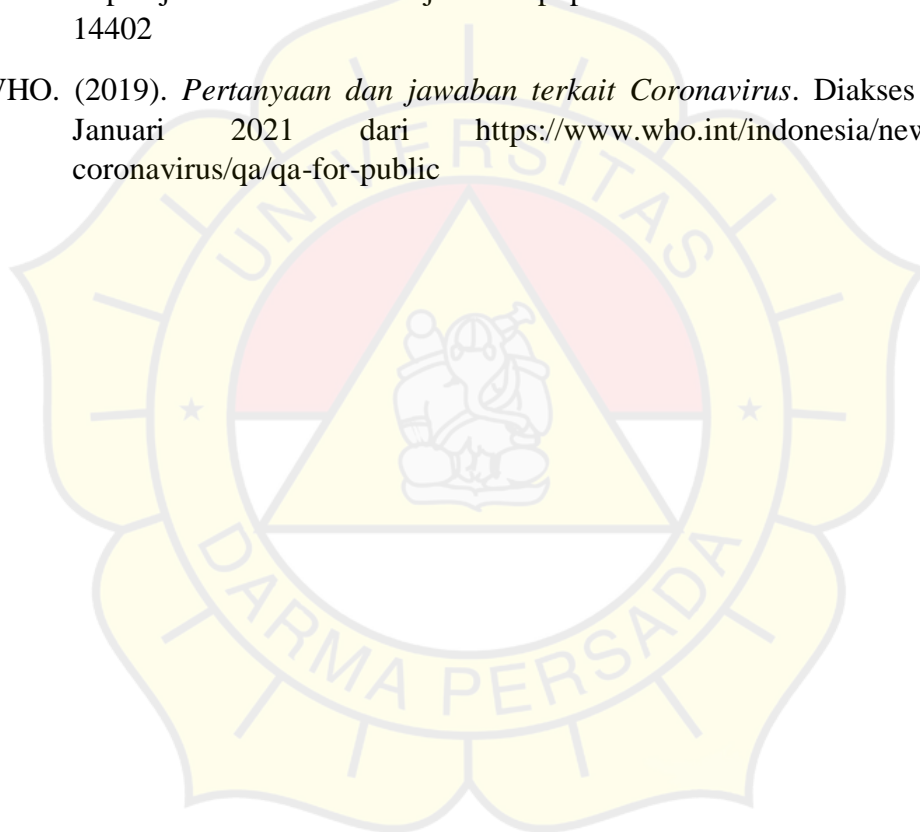 14402
WHO. (2019). Pertanyaan dan jawaban terkait Coronavirus. Diakses
Januari 2021 dari https://www.who.int/indonesia/new
coronavirus/qa/qa-for-public
UNIVERSITAS
DARMA PERSADA